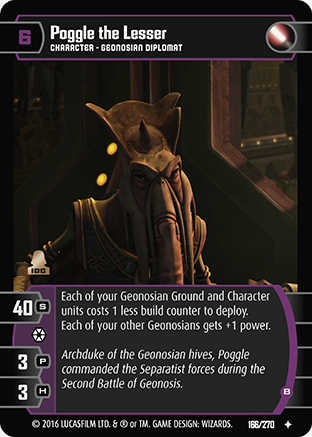 6
Poggle the Lesser
CHARACTER - GEONOSIAN DIPLOMAT
IDC
40 S
Each of your Geonosian Ground and Character
units costs 1 less build counter to deploy.
Each of your other Geonosians gets +1 power.
3 P
3 H
Archduke of the Geonosian hives, Poggle
commanded the Separatist forces during the
Second Battle of Geonosis.
B
© 2016 LUCASFILM LTD. & ® or TM. GAME DESIGN: WIZARDS.
166/270